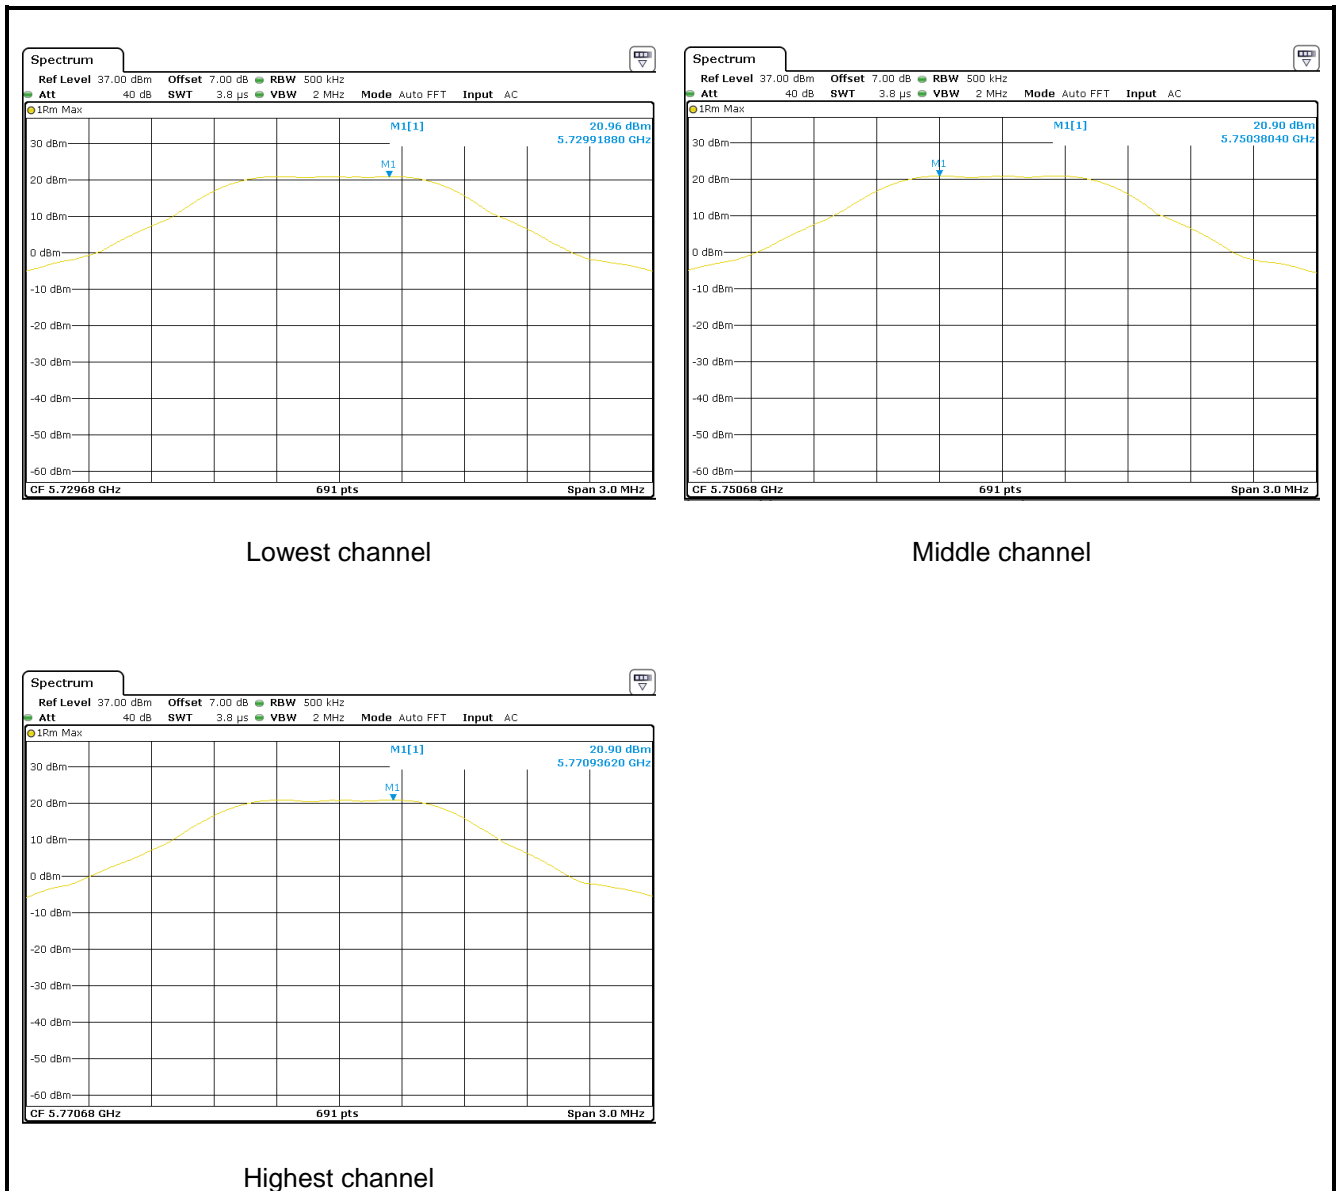 Spectrum
Ref Level 37.00 dBm Offset 7.00 dB RBW 500 kHz
Att 40 dB SWT 3.8 µs VBW 2 MHz Mode Auto FFT Input AC
1Rm Max
M1[1] 20.96 dBm
5.72991880 GHz
30 dBm
M1
20 dBm
10 dBm
0 dBm
-10 dBm
-20 dBm
-30 dBm
-40 dBm
-50 dBm
-60 dBm
CF 5.72968 GHz 691 pts Span 3.0 MHz
Lowest channel
Spectrum
Ref Level 37.00 dBm Offset 7.00 dB RBW 500 kHz
Att 40 dB SWT 3.8 µs VBW 2 MHz Mode Auto FFT Input AC
1Rm Max
M1[1] 20.90 dBm
5.75038040 GHz
30 dBm
M1
20 dBm
10 dBm
0 dBm
-10 dBm
-20 dBm
-30 dBm
-40 dBm
-50 dBm
-60 dBm
CF 5.75068 GHz 691 pts Span 3.0 MHz
Middle channel
Spectrum
Ref Level 37.00 dBm Offset 7.00 dB RBW 500 kHz
Att 40 dB SWT 3.8 µs VBW 2 MHz Mode Auto FFT Input AC
1Rm Max
M1[1] 20.90 dBm
5.77093620 GHz
30 dBm
M1
20 dBm
10 dBm
0 dBm
-10 dBm
-20 dBm
-30 dBm
-40 dBm
-50 dBm
-60 dBm
CF 5.77068 GHz 691 pts Span 3.0 MHz
Highest channel